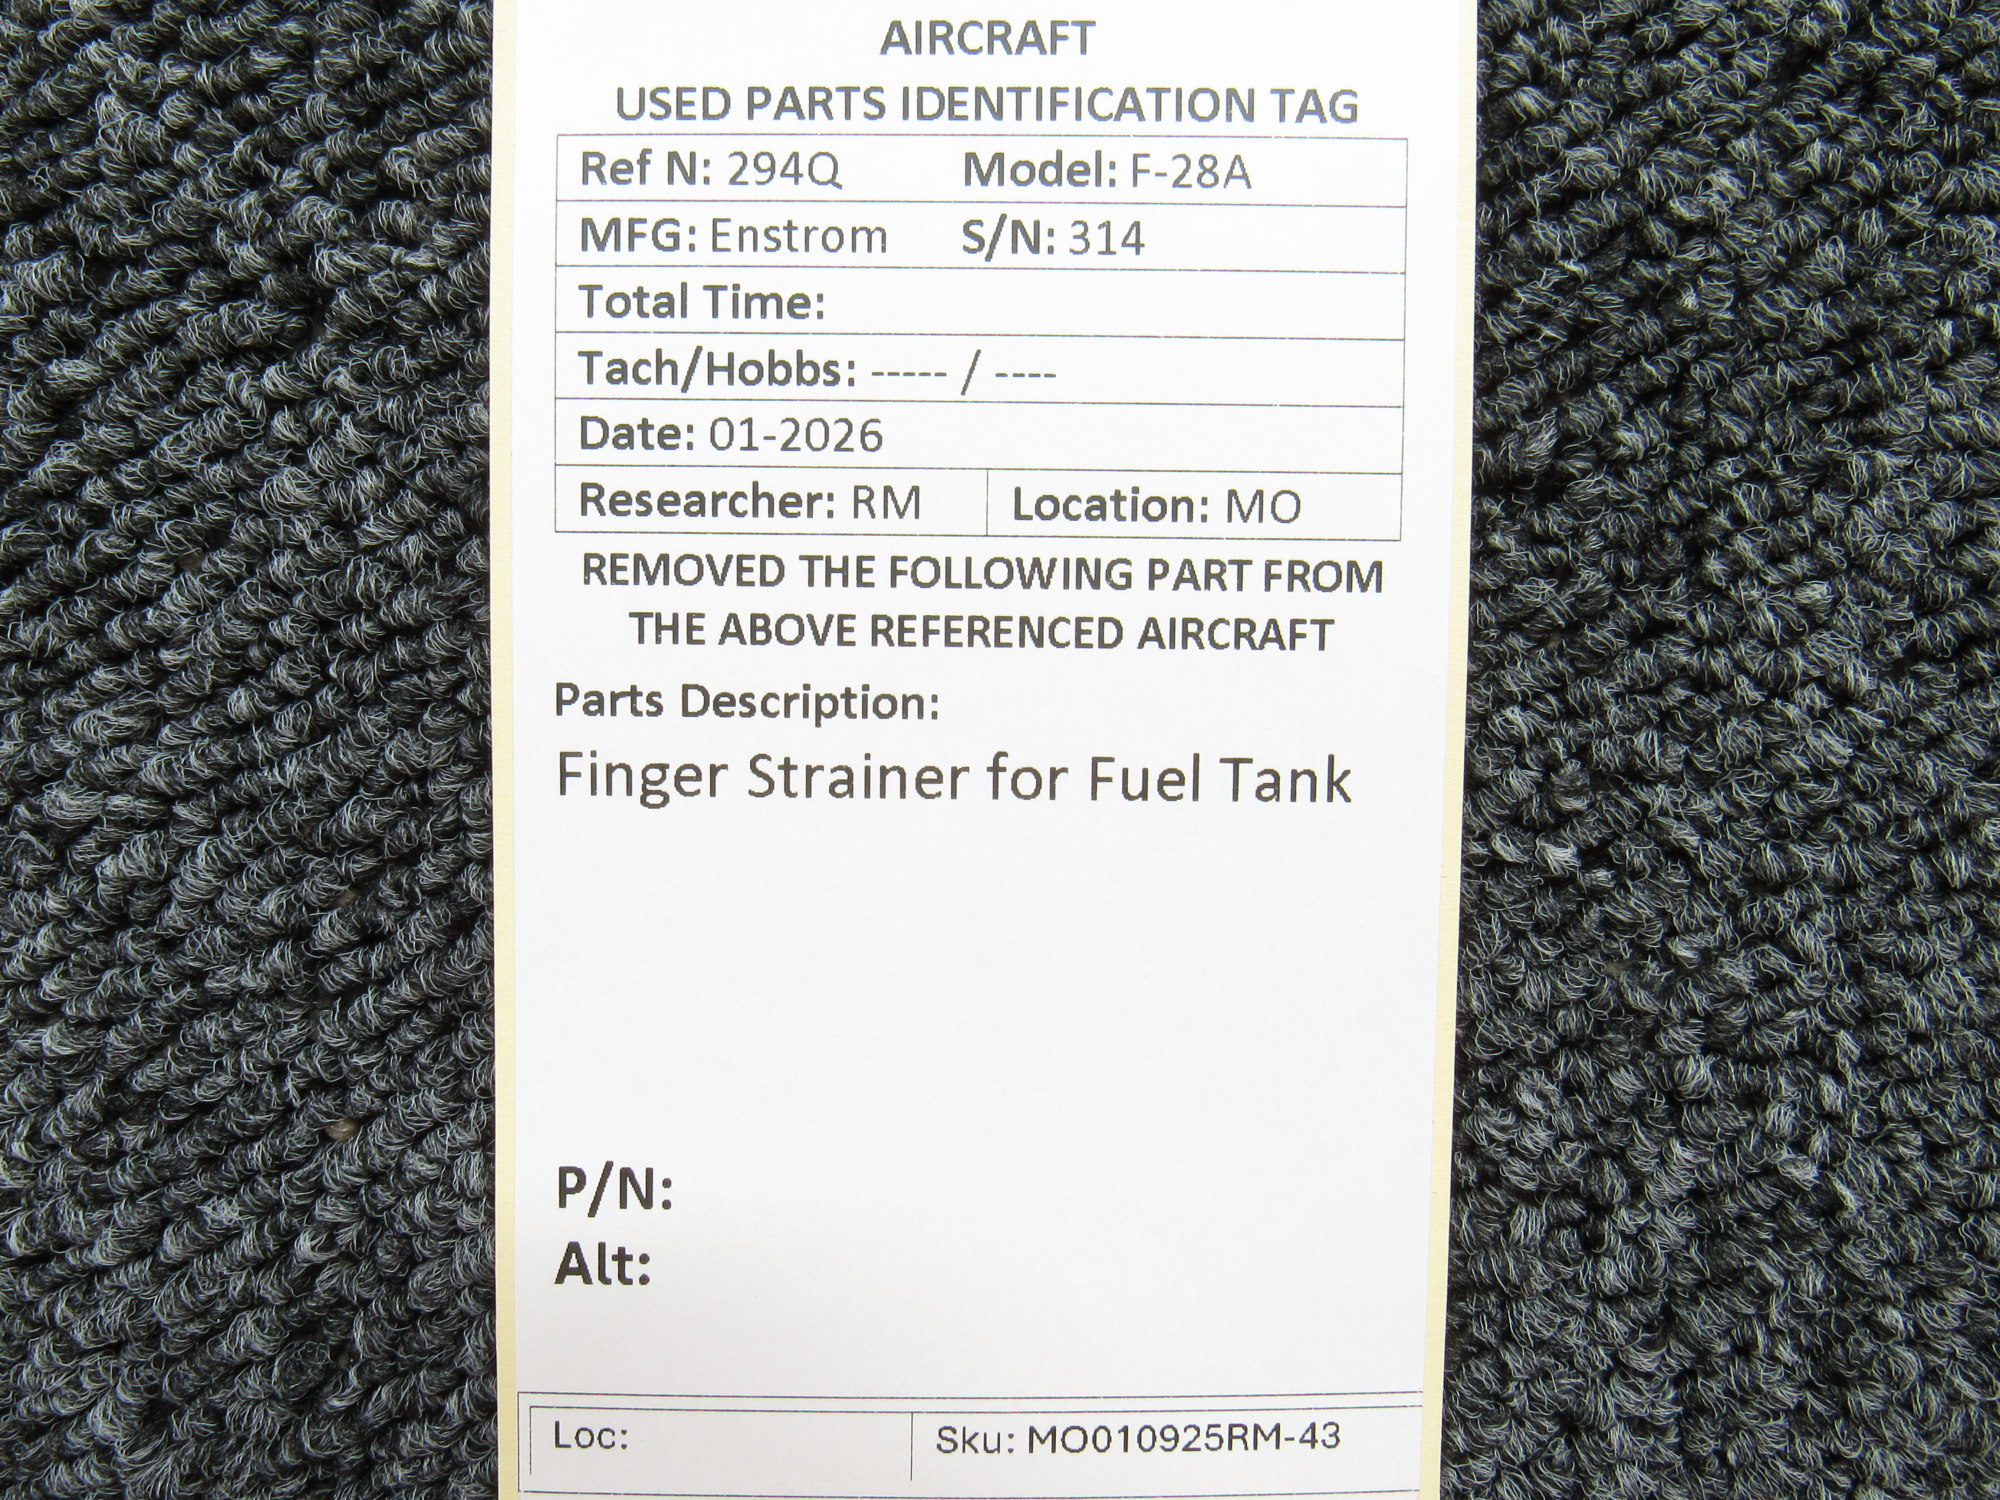 AIRCRAFT
USED PARTS IDENTIFICATION TAG
Ref N: 294Q Model: F-28A
MFG: Enstrom S/N: 314
Total Time:
Tach/Hobbs: ----- / ----
Date: 01-2026
Researcher: RM Location: MO
REMOVED THE FOLLOWING PART FROM
THE ABOVE REFERENCED AIRCRAFT
Parts Description:
Finger Strainer for Fuel Tank
P/N:
Alt:
Loc: Sku: MO010925RM-43